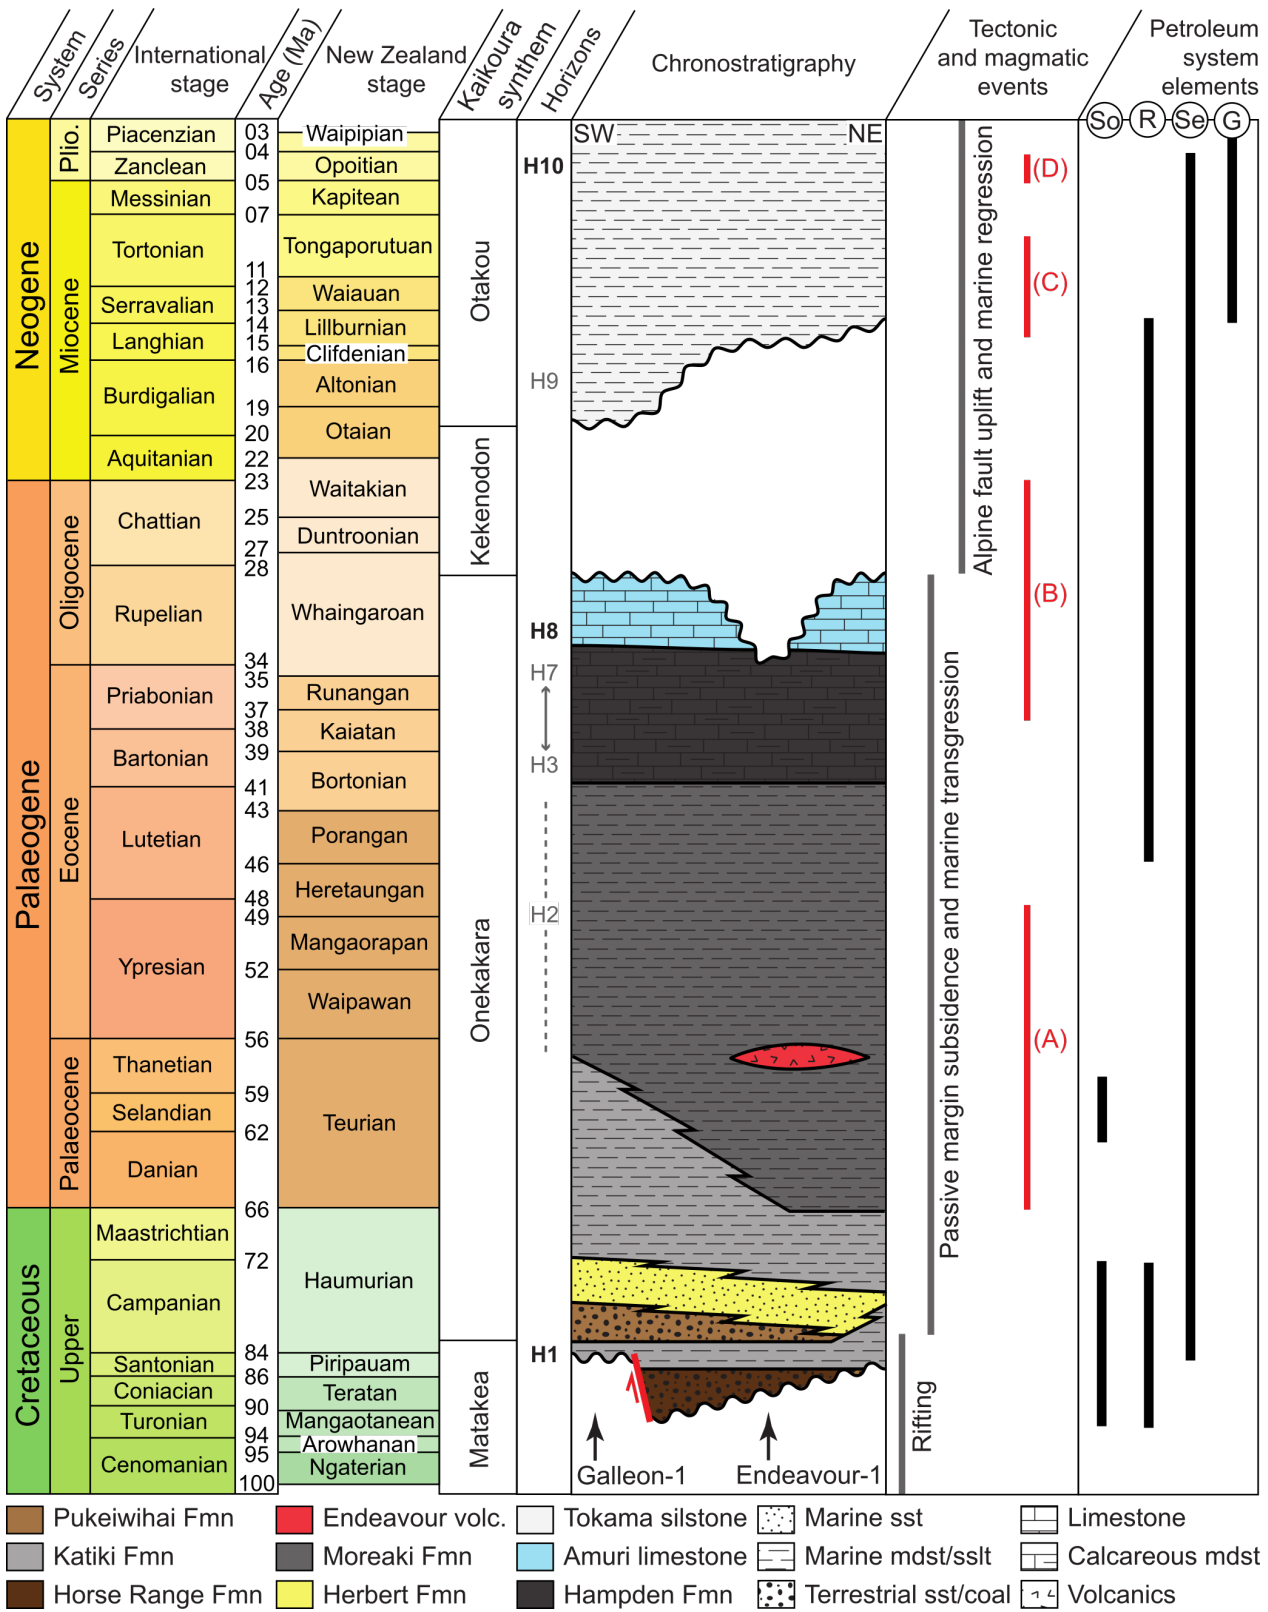 System
Series
International
stage
Age (Ma)
New Zealand
stage
Kaikoura
synthem
Horizons
Chronostratigraphy
Tectonic
and magmatic
events
Petroleum
system
elements
So
R
Se
G
Neogene
Palaeogene
Cretaceous
Plio.
Miocene
Oligocene
Eocene
Palaeocene
Upper
Piacenzian
Zanclean
Messinian
Tortonian
Serravalian
Langhian
Burdigalian
Aquitanian
Chattian
Rupelian
Priabonian
Bartonian
Lutetian
Ypresian
Thanetian
Selandian
Danian
Maastrichtian
Campanian
Santonian
Coniacian
Turonian
Cenomanian
03
04
05
07
11
12
13
14
15
16
19
20
22
23
25
27
28
34
35
37
38
39
41
43
46
48
49
52
56
59
62
66
72
84
86
90
94
95
100
Waipipian
Opoitian
Kapitean
Tongaporutuan
Waiauan
Lillburnian
Clifdenian
Altonian
Otaian
Waitakian
Duntroonian
Whaingaroan
Runangan
Kaiatan
Bortonian
Porangan
Heretaungan
Mangaorapan
Waipawan
Teurian
Haumurian
Piripauam
Teratan
Mangaotanean
Arowhanan
Ngaterian
Otakou
Kekenodon
Onekakara
Matakea
H10
H9
H8
H7
H3
H2
H1
SW
NE
Galleon-1
Endeavour-1
Alpine fault uplift and marine regression
Passive margin subsidence and marine transgression
Rifting
(D)
(C)
(B)
(A)
Pukeiwihai Fmn
Endeavour volc.
Tokama silstone
Marine sst
Limestone
Katiki Fmn
Moreaki Fmn
Amuri limestone
Marine mdst/sslt
Calcareous mdst
Horse Range Fmn
Herbert Fmn
Hampden Fmn
Terrestrial sst/coal
Volcanics